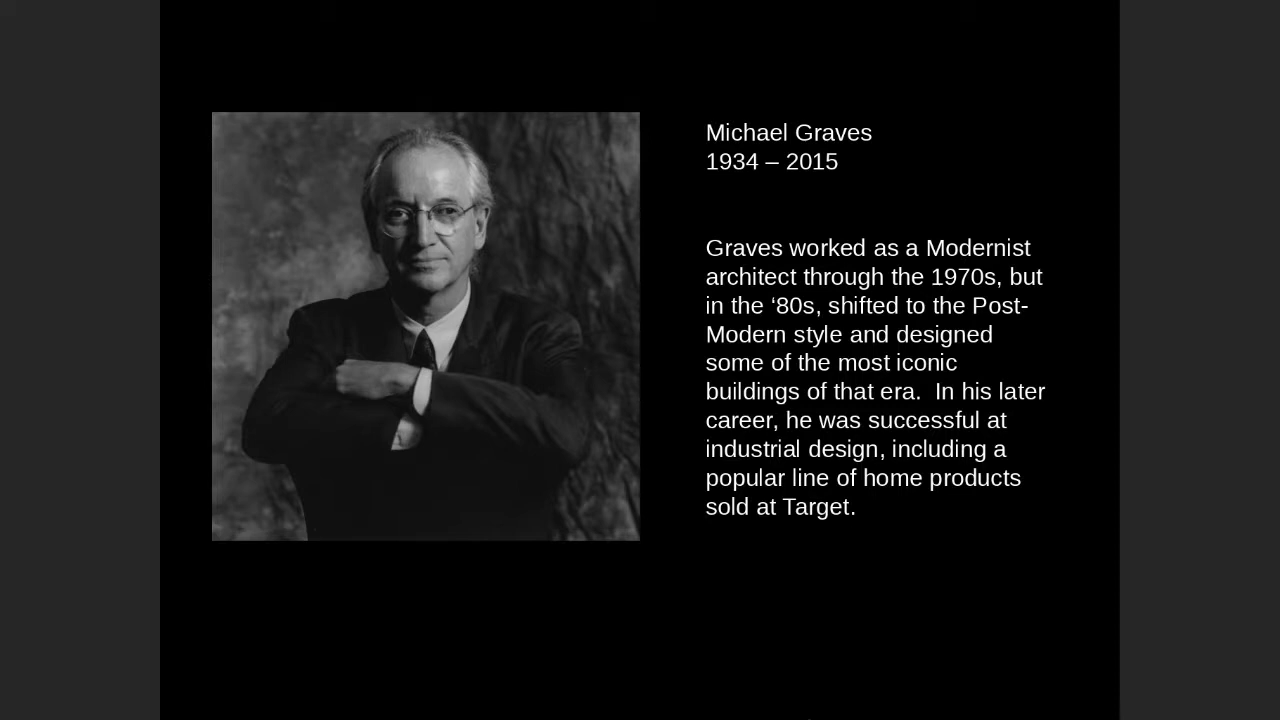 Michael Graves
1934 – 2015
Graves worked as a Modernist
architect through the 1970s, but
in the ‘80s, shifted to the Post-
Modern style and designed
some of the most iconic
buildings of that era.  In his later
career, he was successful at
industrial design, including a
popular line of home products
sold at Target.